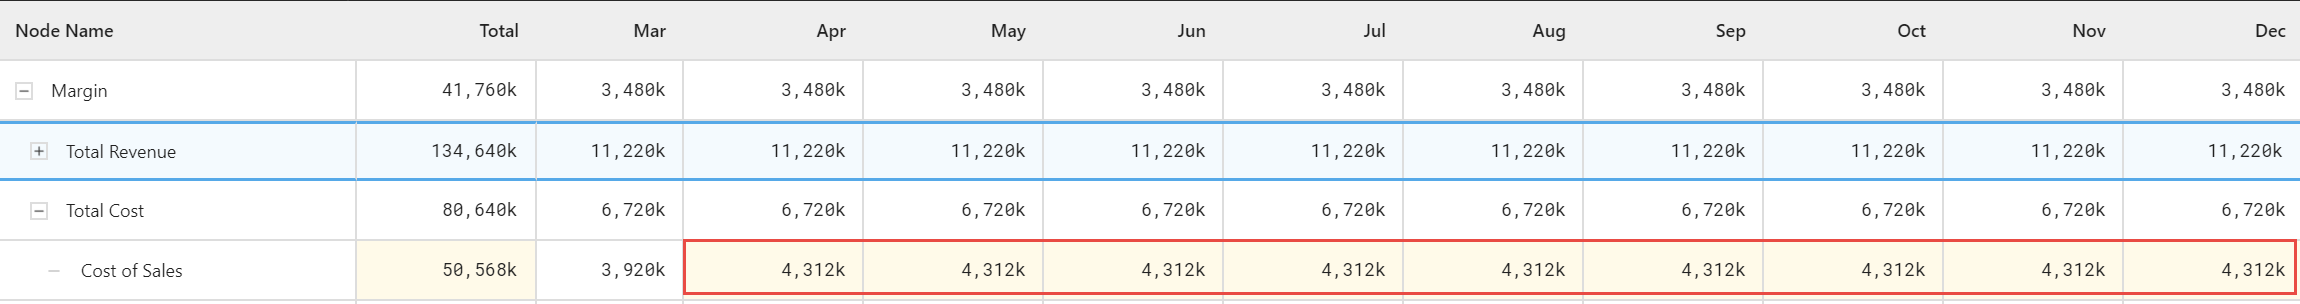 Node Name Total Mar Apr May Jun Jul Aug Sep Oct Nov Dec
Margin 41,760k 3,480k 3,480k 3,480k 3,480k 3,480k 3,480k 3,480k 3,480k 3,480k 3,480k
Total Revenue 134,640k 11,220k 11,220k 11,220k 11,220k 11,220k 11,220k 11,220k 11,220k 11,220k 11,220k
Total Cost 80,640k 6,720k 6,720k 6,720k 6,720k 6,720k 6,720k 6,720k 6,720k 6,720k 6,720k
Cost of Sales 50,568k 3,920k 4,312k 4,312k 4,312k 4,312k 4,312k 4,312k 4,312k 4,312k 4,312k